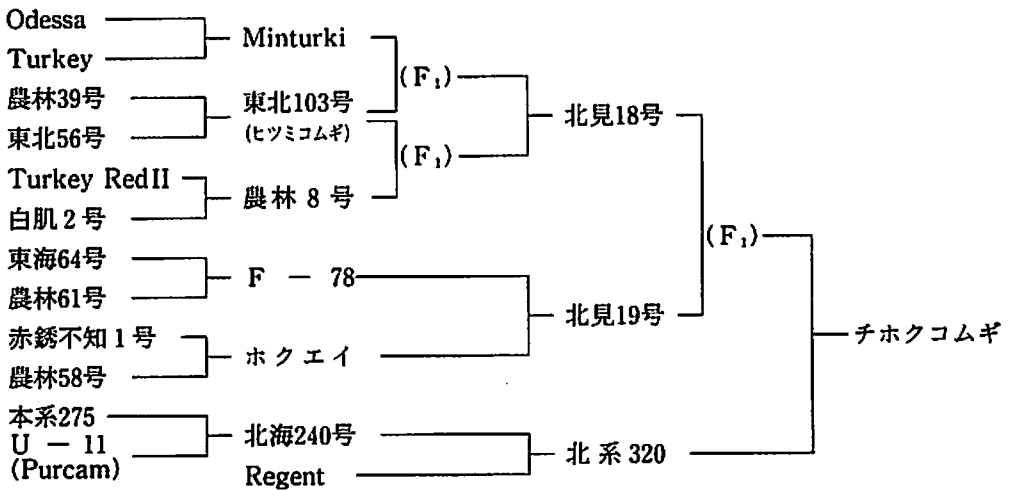 Odessa
Turkey
農林39号
東北56号
Turkey RedⅡ
白肌2号
東海64号
農林61号
赤銹不知1号
農林58号
本系275
U － 11
(Purcam)
Minturki
東北103号
(ヒツミコムギ)
農林8号
F － 78
ホクエイ
北海240号
Regent
(F₁)
(F₁)
北見18号
北見19号
北系320
(F₁)
チホクコムギ